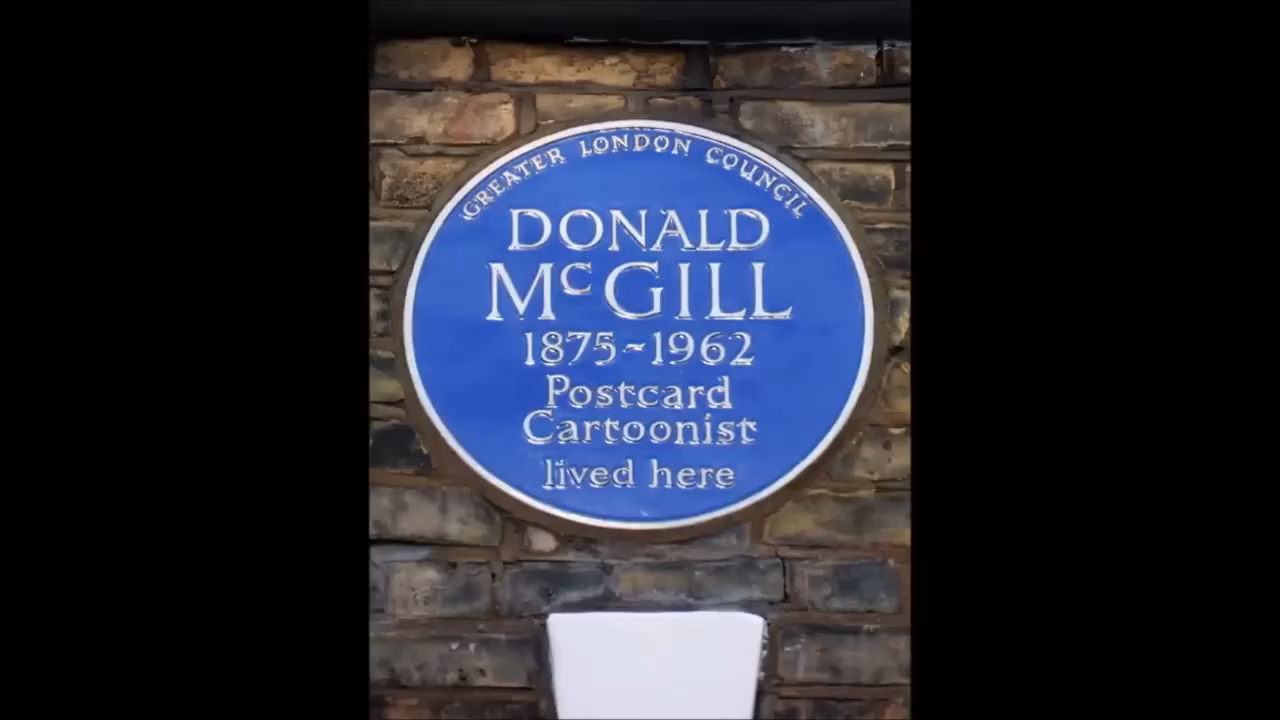 GREATER LONDON COUNCIL
DONALD
McGILL
1875~1962
Postcard
Cartoonist
lived here